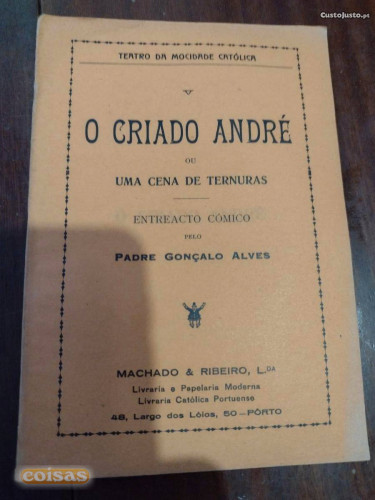 CustoJusto.pt
TEATRO DA MOCIDADE CATÓLICA
O CRIADO ANDRÉ
OU
UMA CENA DE TERNURAS
ENTREACTO CÓMICO
PELO
PADRE GONÇALO ALVES
MACHADO & RIBEIRO, L.DA
Livraria e Papelaria Moderna
Livraria Católica Portuense
48, Largo dos Lóios, 50 — PÔRTO
coisas